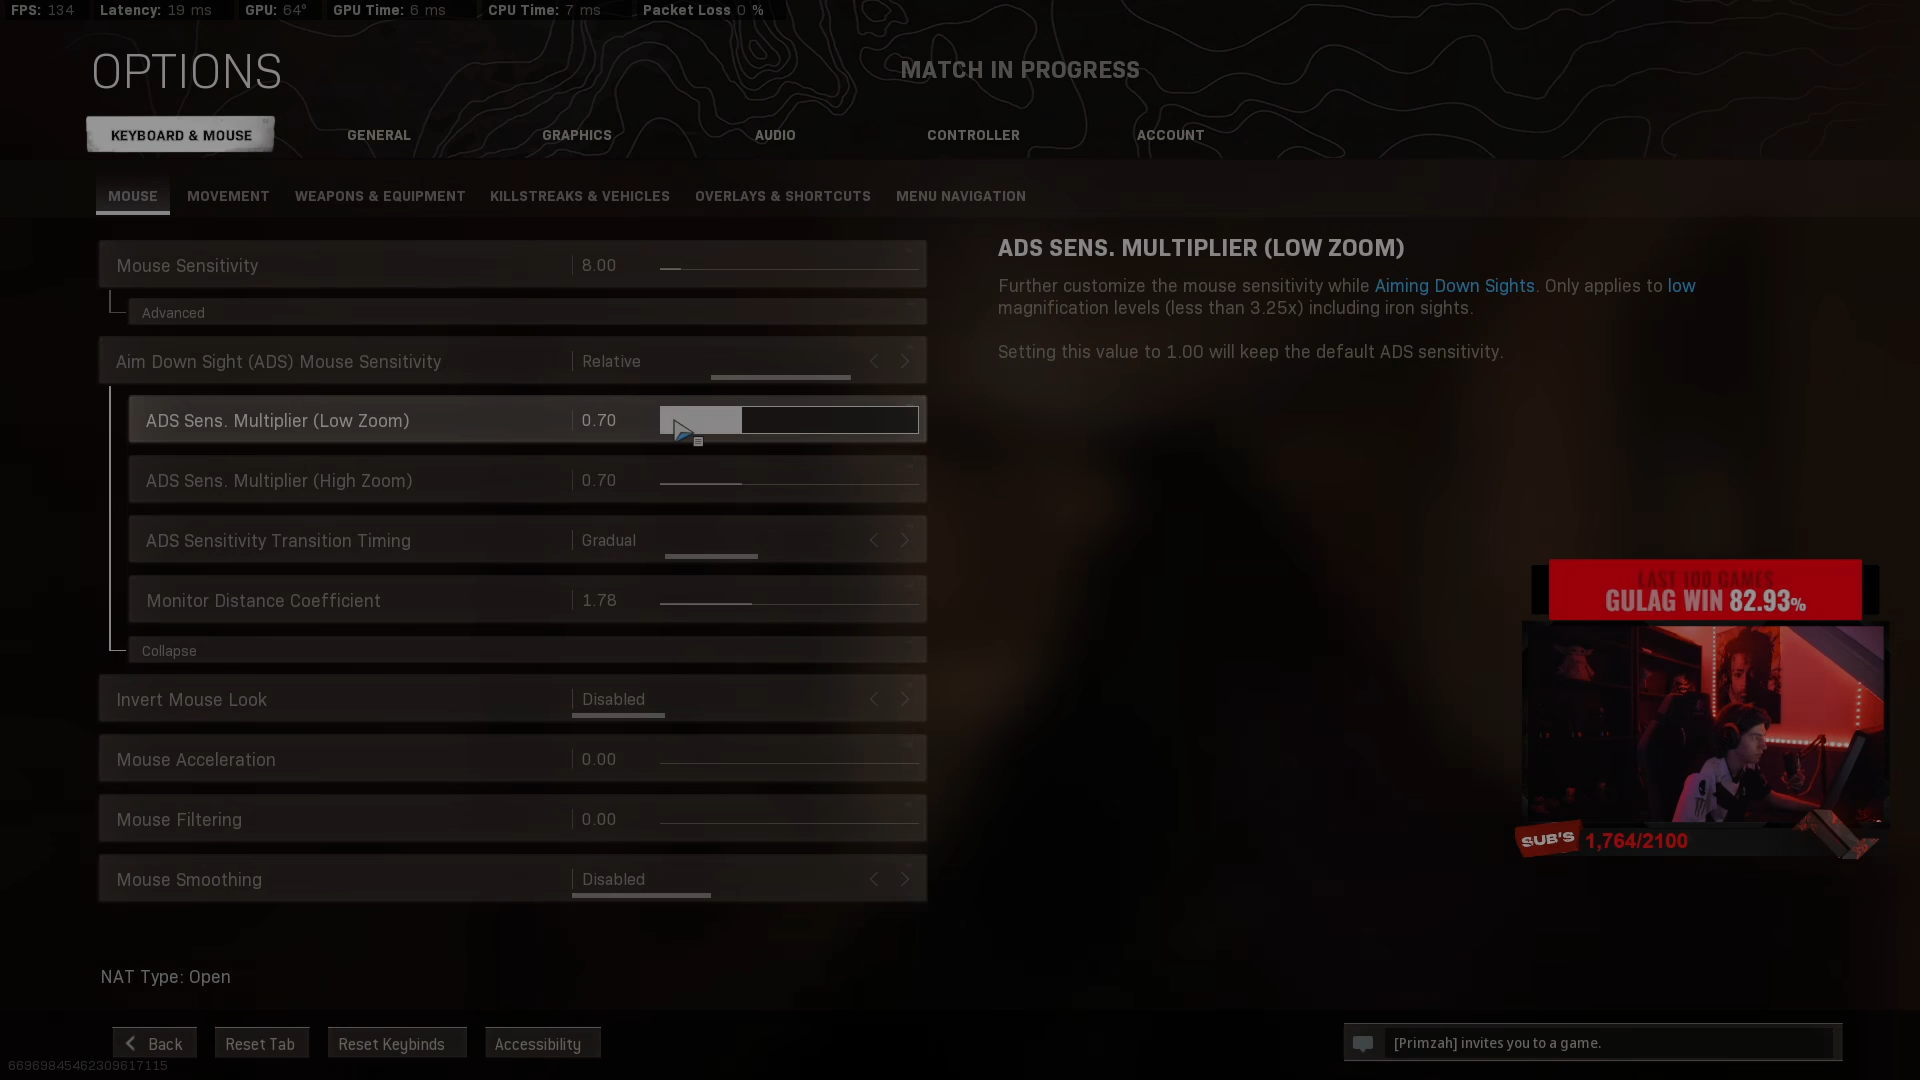 FPS: 134 Latency: 19 ms GPU: 64° GPU Time: 6 ms CPU Time: 7 ms Packet Loss 0 %
OPTIONS
MATCH IN PROGRESS
KEYBOARD & MOUSE GENERAL GRAPHICS AUDIO CONTROLLER ACCOUNT
MOUSE MOVEMENT WEAPONS & EQUIPMENT KILLSTREAKS & VEHICLES OVERLAYS & SHORTCUTS MENU NAVIGATION
Mouse Sensitivity 8.00
Advanced
Aim Down Sight (ADS) Mouse Sensitivity Relative
ADS Sens. Multiplier (Low Zoom) 0.70
ADS Sens. Multiplier (High Zoom) 0.70
ADS Sensitivity Transition Timing Gradual
Monitor Distance Coefficient 1.78
Collapse
Invert Mouse Look Disabled
Mouse Acceleration 0.00
Mouse Filtering 0.00
Mouse Smoothing Disabled
ADS SENS. MULTIPLIER (LOW ZOOM)
Further customize the mouse sensitivity while Aiming Down Sights. Only applies to low
magnification levels (less than 3.25x) including iron sights.
Setting this value to 1.00 will keep the default ADS sensitivity.
LAST 100 GAMES
GULAG WIN 82.93%
SUB'S 1,764/2100
NAT Type: Open
Back Reset Tab Reset Keybinds Accessibility
[Primzah] invites you to a game.
66969845462309617115